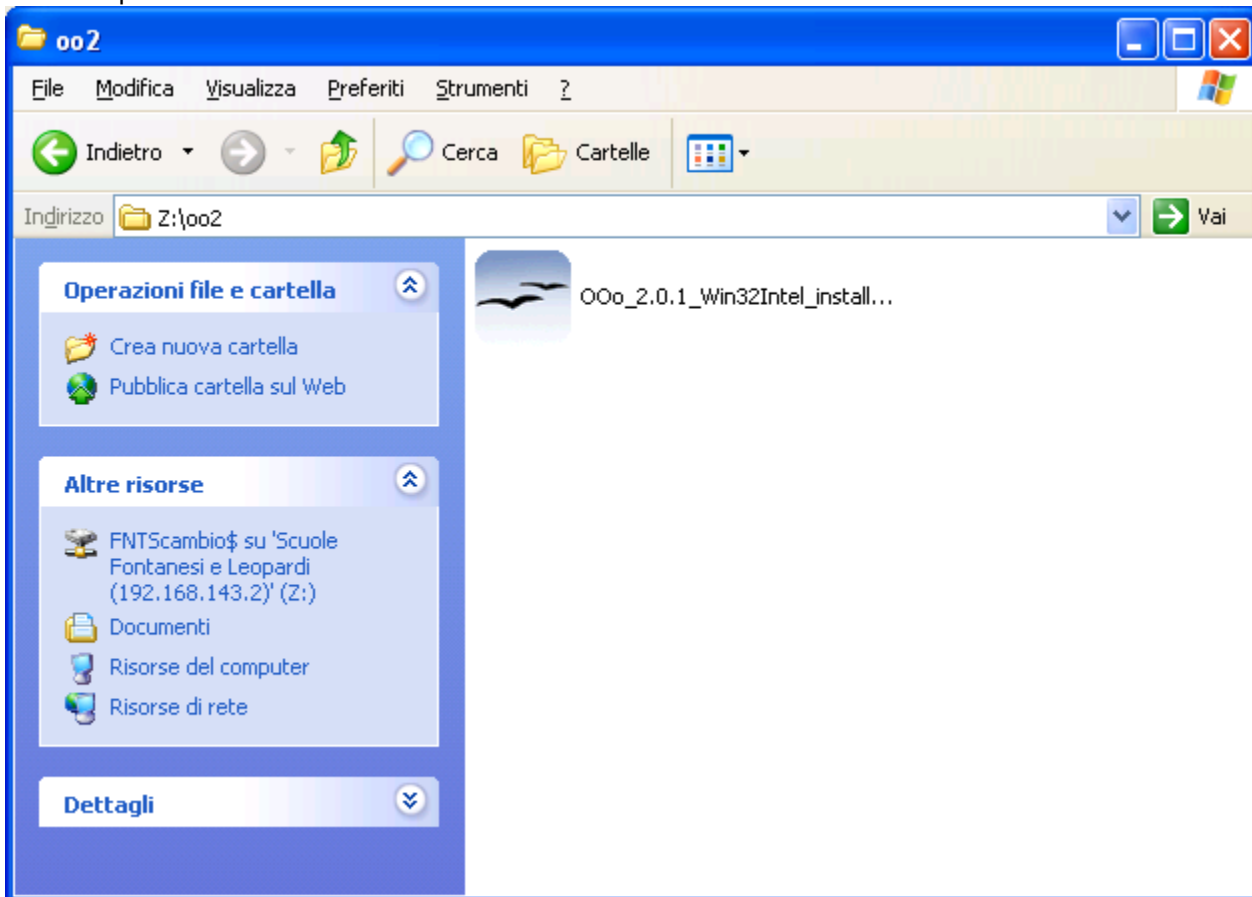 oo2
File Modifica Visualizza Preferiti Strumenti ?
Indietro Cerca Cartelle
Indirizzo Z:\oo2 Vai
Operazioni file e cartella
Crea nuova cartella
Pubblica cartella sul Web
Altre risorse
FNTScambio$ su 'Scuole
Fontanesi e Leopardi
(192.168.143.2)' (Z:)
Documenti
Risorse del computer
Risorse di rete
Dettagli
OOo_2.0.1_Win32Intel_install...